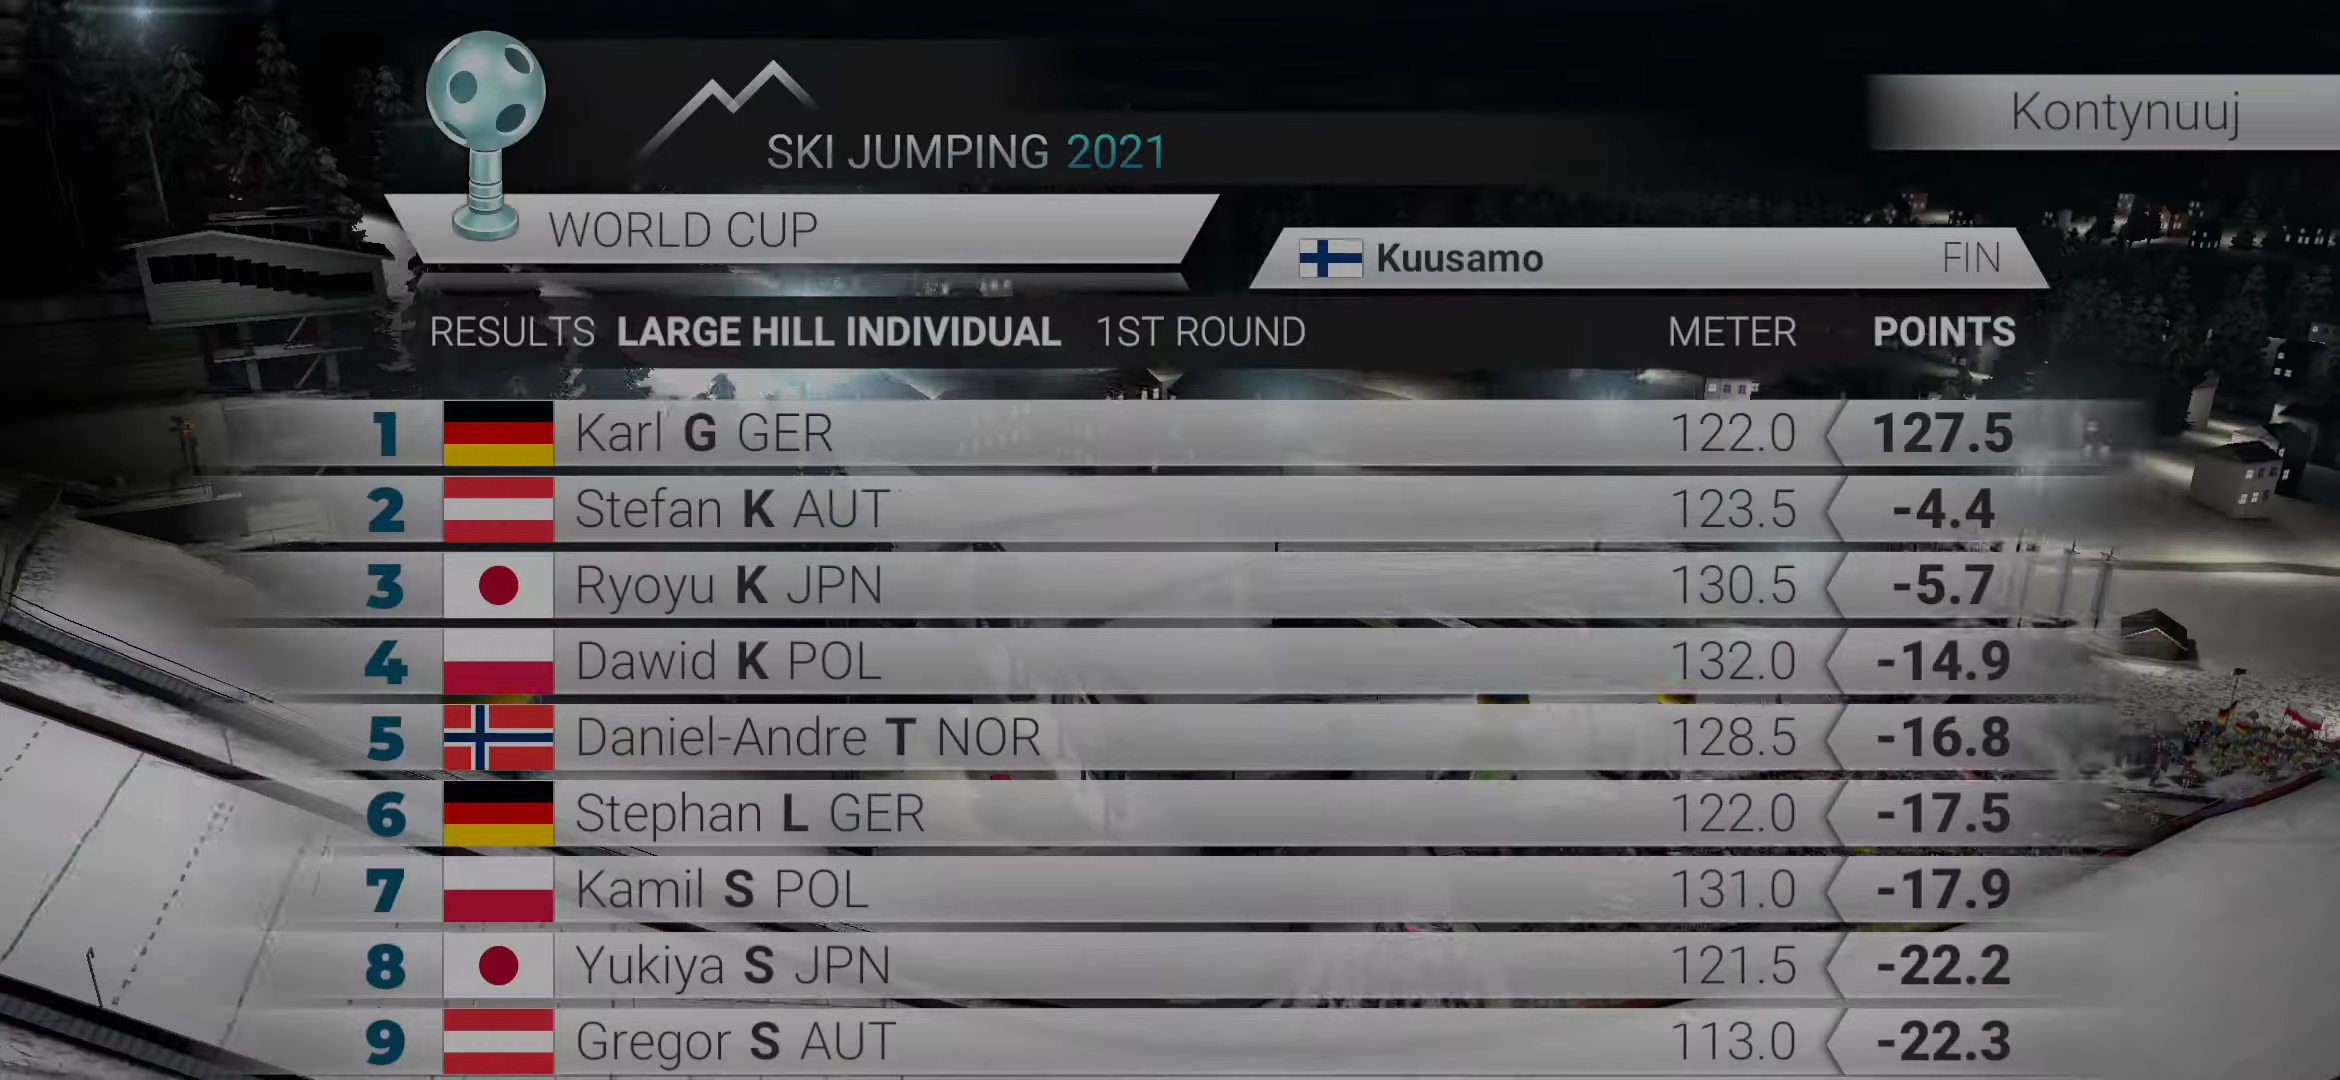 SKI JUMPING 2021
Kontynuuj
WORLD CUP
Kuusamo FIN
RESULTS LARGE HILL INDIVIDUAL 1ST ROUND METER POINTS
1 Karl G GER 122.0 127.5
2 Stefan K AUT 123.5 -4.4
3 Ryoyu K JPN 130.5 -5.7
4 Dawid K POL 132.0 -14.9
5 Daniel-Andre T NOR 128.5 -16.8
6 Stephan L GER 122.0 -17.5
7 Kamil S POL 131.0 -17.9
8 Yukiya S JPN 121.5 -22.2
9 Gregor S AUT 113.0 -22.3